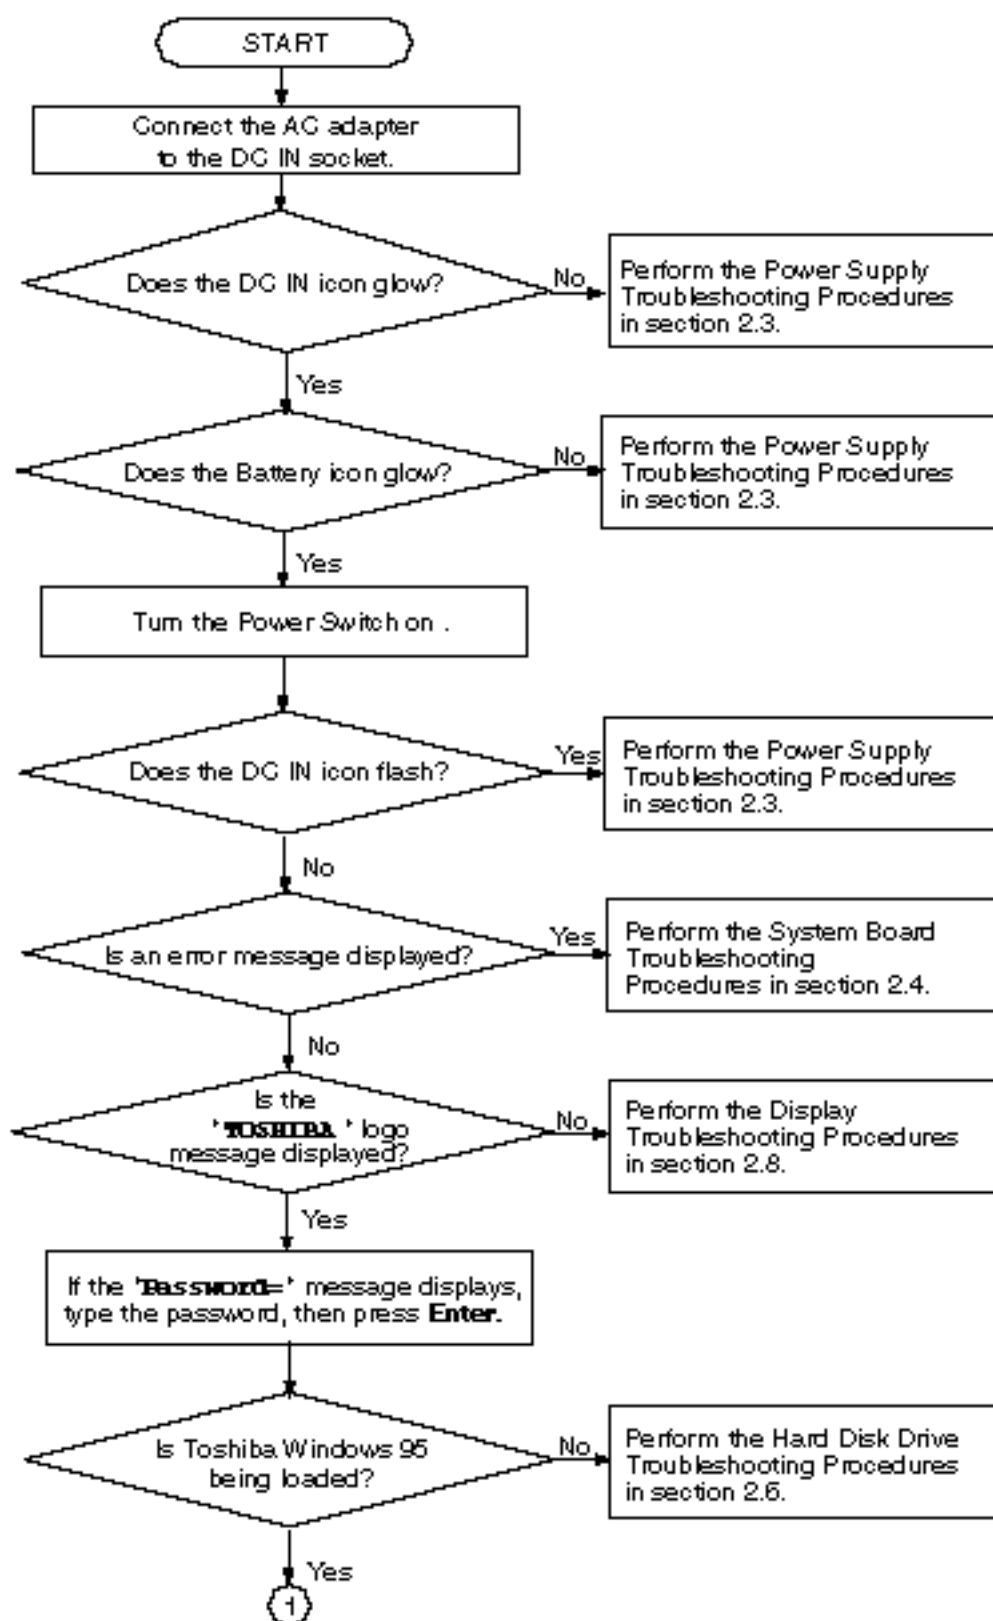 START
Connect the AC adapter
to the DC IN socket.
Does the DC IN icon glow?
No
Perform the Power Supply
Troubleshooting Procedures
in section 2.3.
Yes
Does the Battery icon glow?
No
Perform the Power Supply
Troubleshooting Procedures
in section 2.3.
Yes
Turn the Power Switch on .
Does the DC IN icon flash?
Yes
Perform the Power Supply
Troubleshooting Procedures
in section 2.3.
No
Is an error message displayed?
Yes
Perform the System Board
Troubleshooting
Procedures in section 2.4.
No
Is the
'TOSHIBA ' logo
message displayed?
No
Perform the Display
Troubleshooting Procedures
in section 2.8.
Yes
If the 'Password=' message displays,
type the password, then press Enter.
Is Toshiba Windows 95
being loaded?
No
Perform the Hard Disk Drive
Troubleshooting Procedures
in section 2.6.
Yes
1